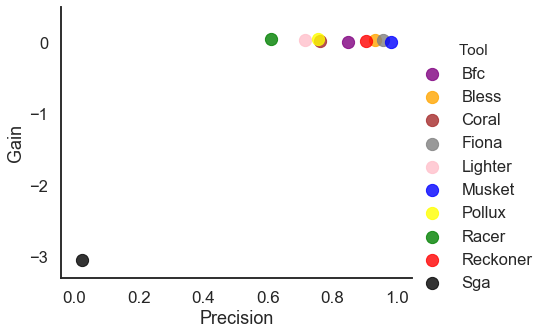 0
−1
−2
−3
Gain
0.0 0.2 0.4 0.6 0.8 1.0
Precision
Tool
Bfc
Bless
Coral
Fiona
Lighter
Musket
Pollux
Racer
Reckoner
Sga